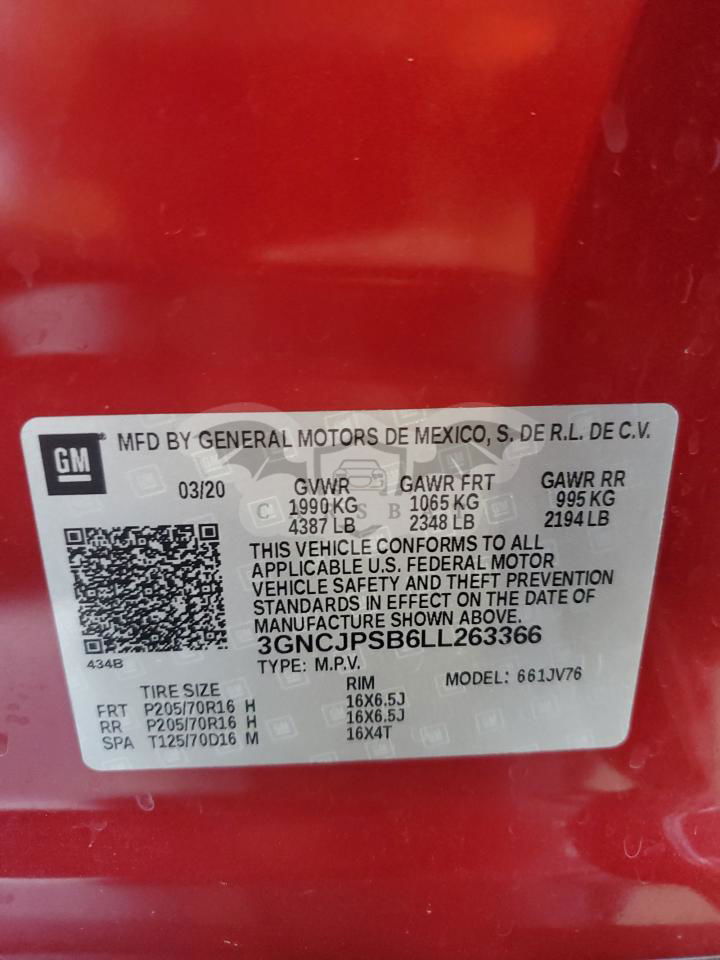 GM
MFD BY GENERAL MOTORS DE MEXICO, S. DE R.L. DE C.V.
03/20 GVWR GAWR FRT GAWR RR
1990 KG 1065 KG 995 KG
4387 LB 2348 LB 2194 LB
THIS VEHICLE CONFORMS TO ALL
APPLICABLE U.S. FEDERAL MOTOR
VEHICLE SAFETY AND THEFT PREVENTION
STANDARDS IN EFFECT ON THE DATE OF
MANUFACTURE SHOWN ABOVE.
3GNCJPSB6LL263366
434B TYPE: M.P.V. MODEL: 661JV76
TIRE SIZE RIM
FRT P205/70R16 H 16X6.5J
RR P205/70R16 H 16X6.5J
SPA T125/70D16 M 16X4T